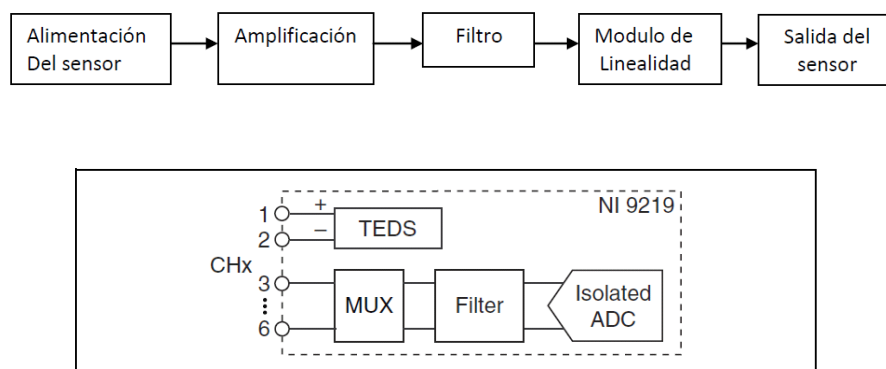 Alimentación
Del sensor
Amplificación
Filtro
Modulo de
Linealidad
Salida del
sensor
NI 9219
1 +
TEDS
2 –
CHx
3
MUX
Filter
Isolated
ADC
6